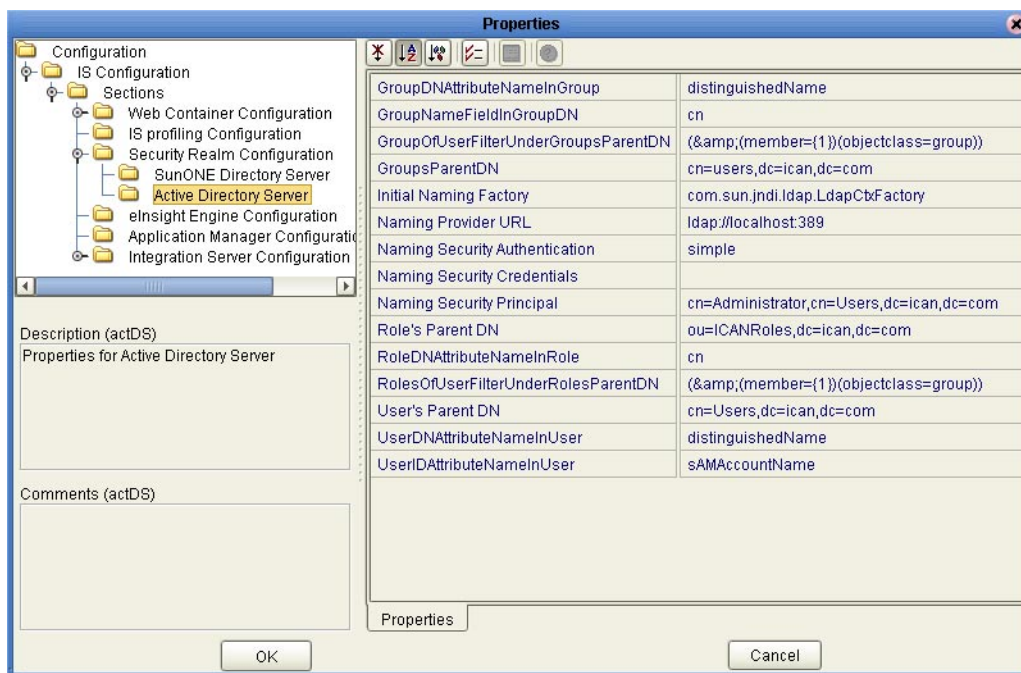 Properties
Configuration
IS Configuration
Sections
Web Container Configuration
IS profiling Configuration
Security Realm Configuration
SunONE Directory Server
Active Directory Server
eInsight Engine Configuration
Application Manager Configuratio
Integration Server Configuration
Description (actDS)
Properties for Active Directory Server
Comments (actDS)
GroupDNAttributeNameInGroup distinguishedName
GroupNameFieldInGroupDN cn
GroupOfUserFilterUnderGroupsParentDN (&amp;(member={1})(objectclass=group))
GroupsParentDN cn=users,dc=ican,dc=com
Initial Naming Factory com.sun.jndi.ldap.LdapCtxFactory
Naming Provider URL ldap://localhost:389
Naming Security Authentication simple
Naming Security Credentials
Naming Security Principal cn=Administrator,cn=Users,dc=ican,dc=com
Role's Parent DN ou=ICANRoles,dc=ican,dc=com
RoleDNAttributeNameInRole cn
RolesOfUserFilterUnderRolesParentDN (&amp;(member={1})(objectclass=group))
User's Parent DN cn=Users,dc=ican,dc=com
UserDNAttributeNameInUser distinguishedName
UserIDAttributeNameInUser sAMAccountName
Properties
OK
Cancel